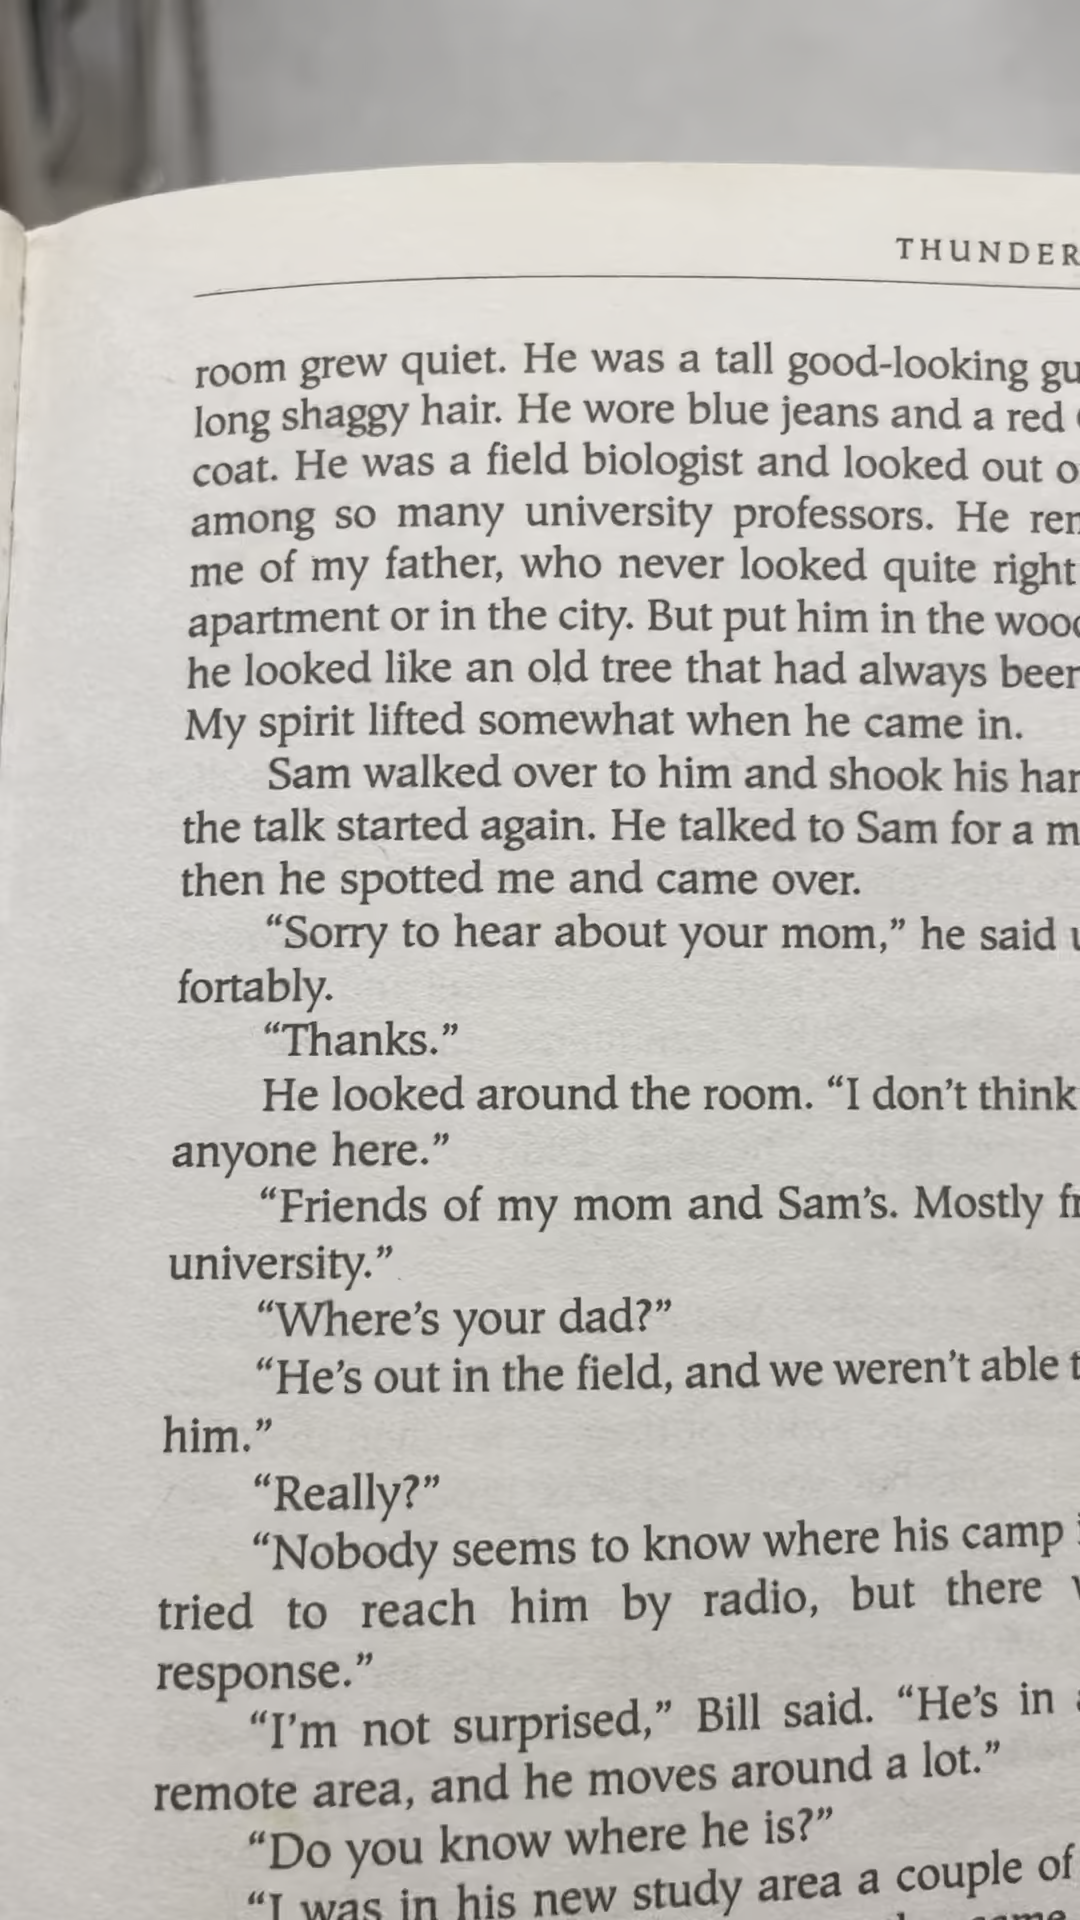 THUNDER
room grew quiet. He was a tall good-looking
long shaggy hair. He wore blue jeans and a red
coat. He was a field biologist and looked out
among so many university professors. He
me of my father, who never looked quite right
apartment or in the city. But put him in the
he looked like an old tree that had always
My spirit lifted somewhat when he came in.
Sam walked over to him and shook his
the talk started again. He talked to Sam for a
then he spotted me and came over.
“Sorry to hear about your mom,” he said
fortably.
“Thanks.”
He looked around the room. “I don’t think
anyone here.”
“Friends of my mom and Sam’s. Mostly
university.”
“Where’s your dad?”
“He’s out in the field, and we weren’t able
him.”
“Really?”
“Nobody seems to know where his camp
tried to reach him by radio, but there
response.”
“I’m not surprised,” Bill said. “He’s in
remote area, and he moves around a lot.”
“Do you know where he is?”
“I was in his new study area a couple of